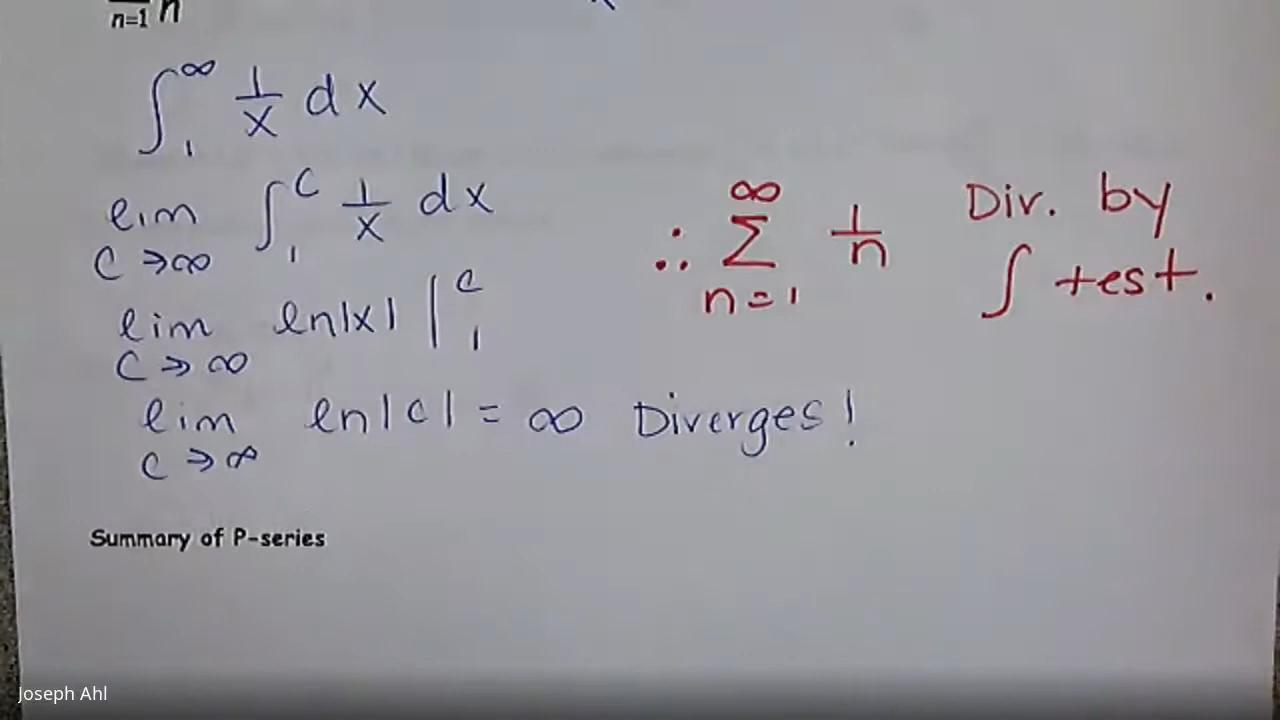 n=1 n
∫₁^∞ 1/x dx
lim C→∞ ∫₁^C 1/x dx
lim C→∞ ln|x| |₁^C
lim C→∞ ln|C| = ∞ Diverges!
∴ ∑ n=1 ^∞ 1/n Div. by
∫ test.
Summary of P-series
Joseph Ahl